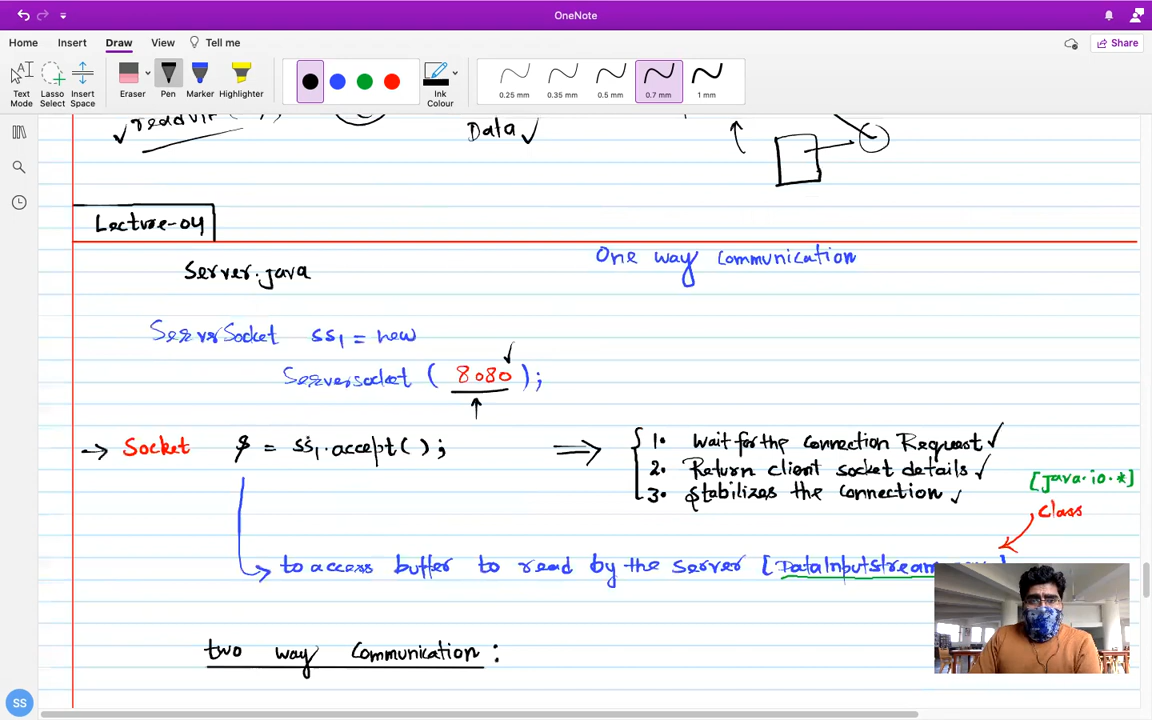 OneNote
Home Insert Draw View Tell me
Share
Text Mode
Lasso Select
Insert Space
Eraser
Pen
Marker
Highlighter
Ink Colour
0.25 mm
0.35 mm
0.5 mm
0.7 mm
1 mm
Data
Lecture-04
One way Communication
Server.java
ServerSocket ss1 = new
Serversocket ( 8080 );
→ Socket s = ss1.accept(); ⟹
1. Wait for the Connection Request ✓
2. Return client socket details ✓
3. Stabilizes the Connection ✓
[java.io.*]
class
to access buffer to read by the server [DataInputstream
two way Communication :
SS